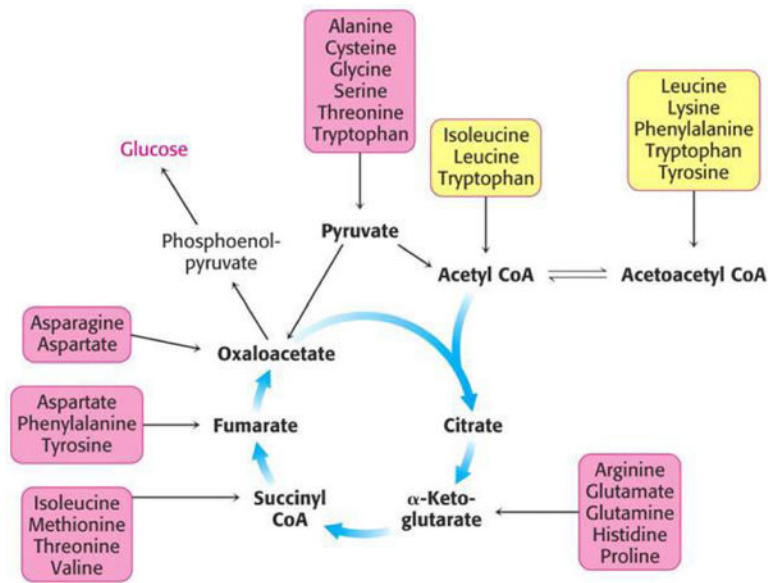 Alanine
Cysteine
Glycine
Serine
Threonine
Tryptophan
Isoleucine
Leucine
Tryptophan
Leucine
Lysine
Phenylalanine
Tryptophan
Tyrosine
Glucose
Phosphoenol-
pyruvate
Pyruvate
Acetyl CoA
Acetoacetyl CoA
Asparagine
Aspartate
Oxaloacetate
Aspartate
Phenylalanine
Tyrosine
Fumarate
Citrate
Isoleucine
Methionine
Threonine
Valine
Succinyl
CoA
α-Keto-
glutarate
Arginine
Glutamate
Glutamine
Histidine
Proline